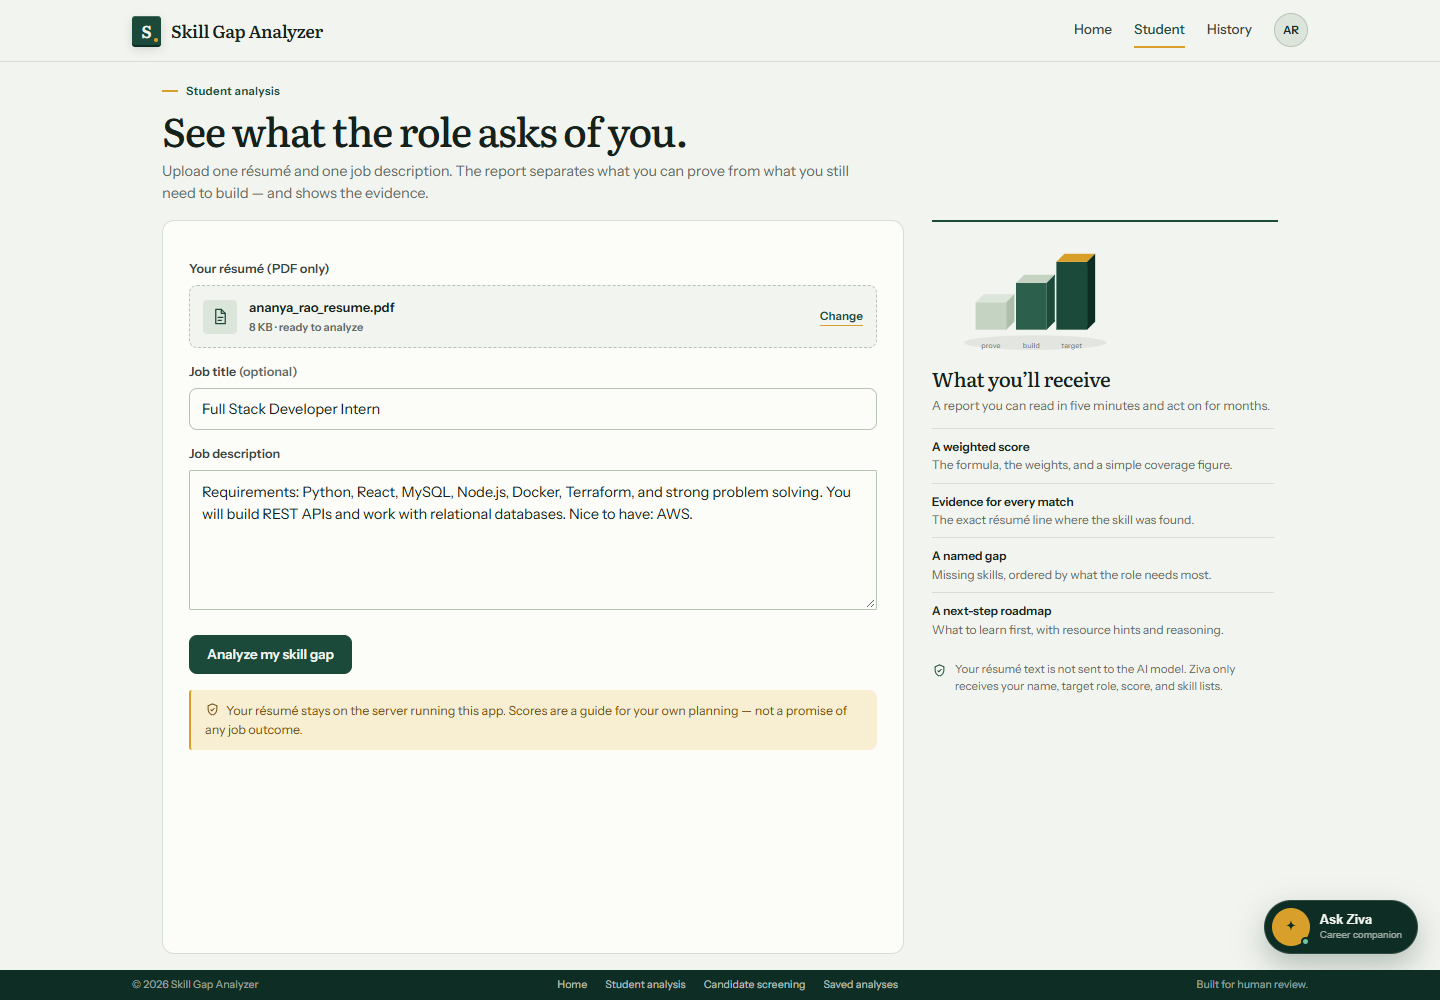 S.
Skill Gap Analyzer
Home
Student
History
AR
Student analysis
See what the role asks of you.
Upload one résumé and one job description. The report separates what you can prove from what you still
need to build — and shows the evidence.
Your résumé (PDF only)
ananya_rao_resume.pdf
8 KB · ready to analyze
Change
Job title (optional)
Full Stack Developer Intern
Job description
Requirements: Python, React, MySQL, Node.js, Docker, Terraform, and strong problem solving. You
will build REST APIs and work with relational databases. Nice to have: AWS.
Analyze my skill gap
Your résumé stays on the server running this app. Scores are a guide for your own planning — not a promise of
any job outcome.
prove
build
target
What you’ll receive
A report you can read in five minutes and act on for months.
A weighted score
The formula, the weights, and a simple coverage figure.
Evidence for every match
The exact résumé line where the skill was found.
A named gap
Missing skills, ordered by what the role needs most.
A next-step roadmap
What to learn first, with resource hints and reasoning.
Your résumé text is not sent to the AI model. Ziva only
receives your name, target role, score, and skill lists.
Ask Ziva
Career companion
© 2026 Skill Gap Analyzer
Home
Student analysis
Candidate screening
Saved analyses
Built for human review.